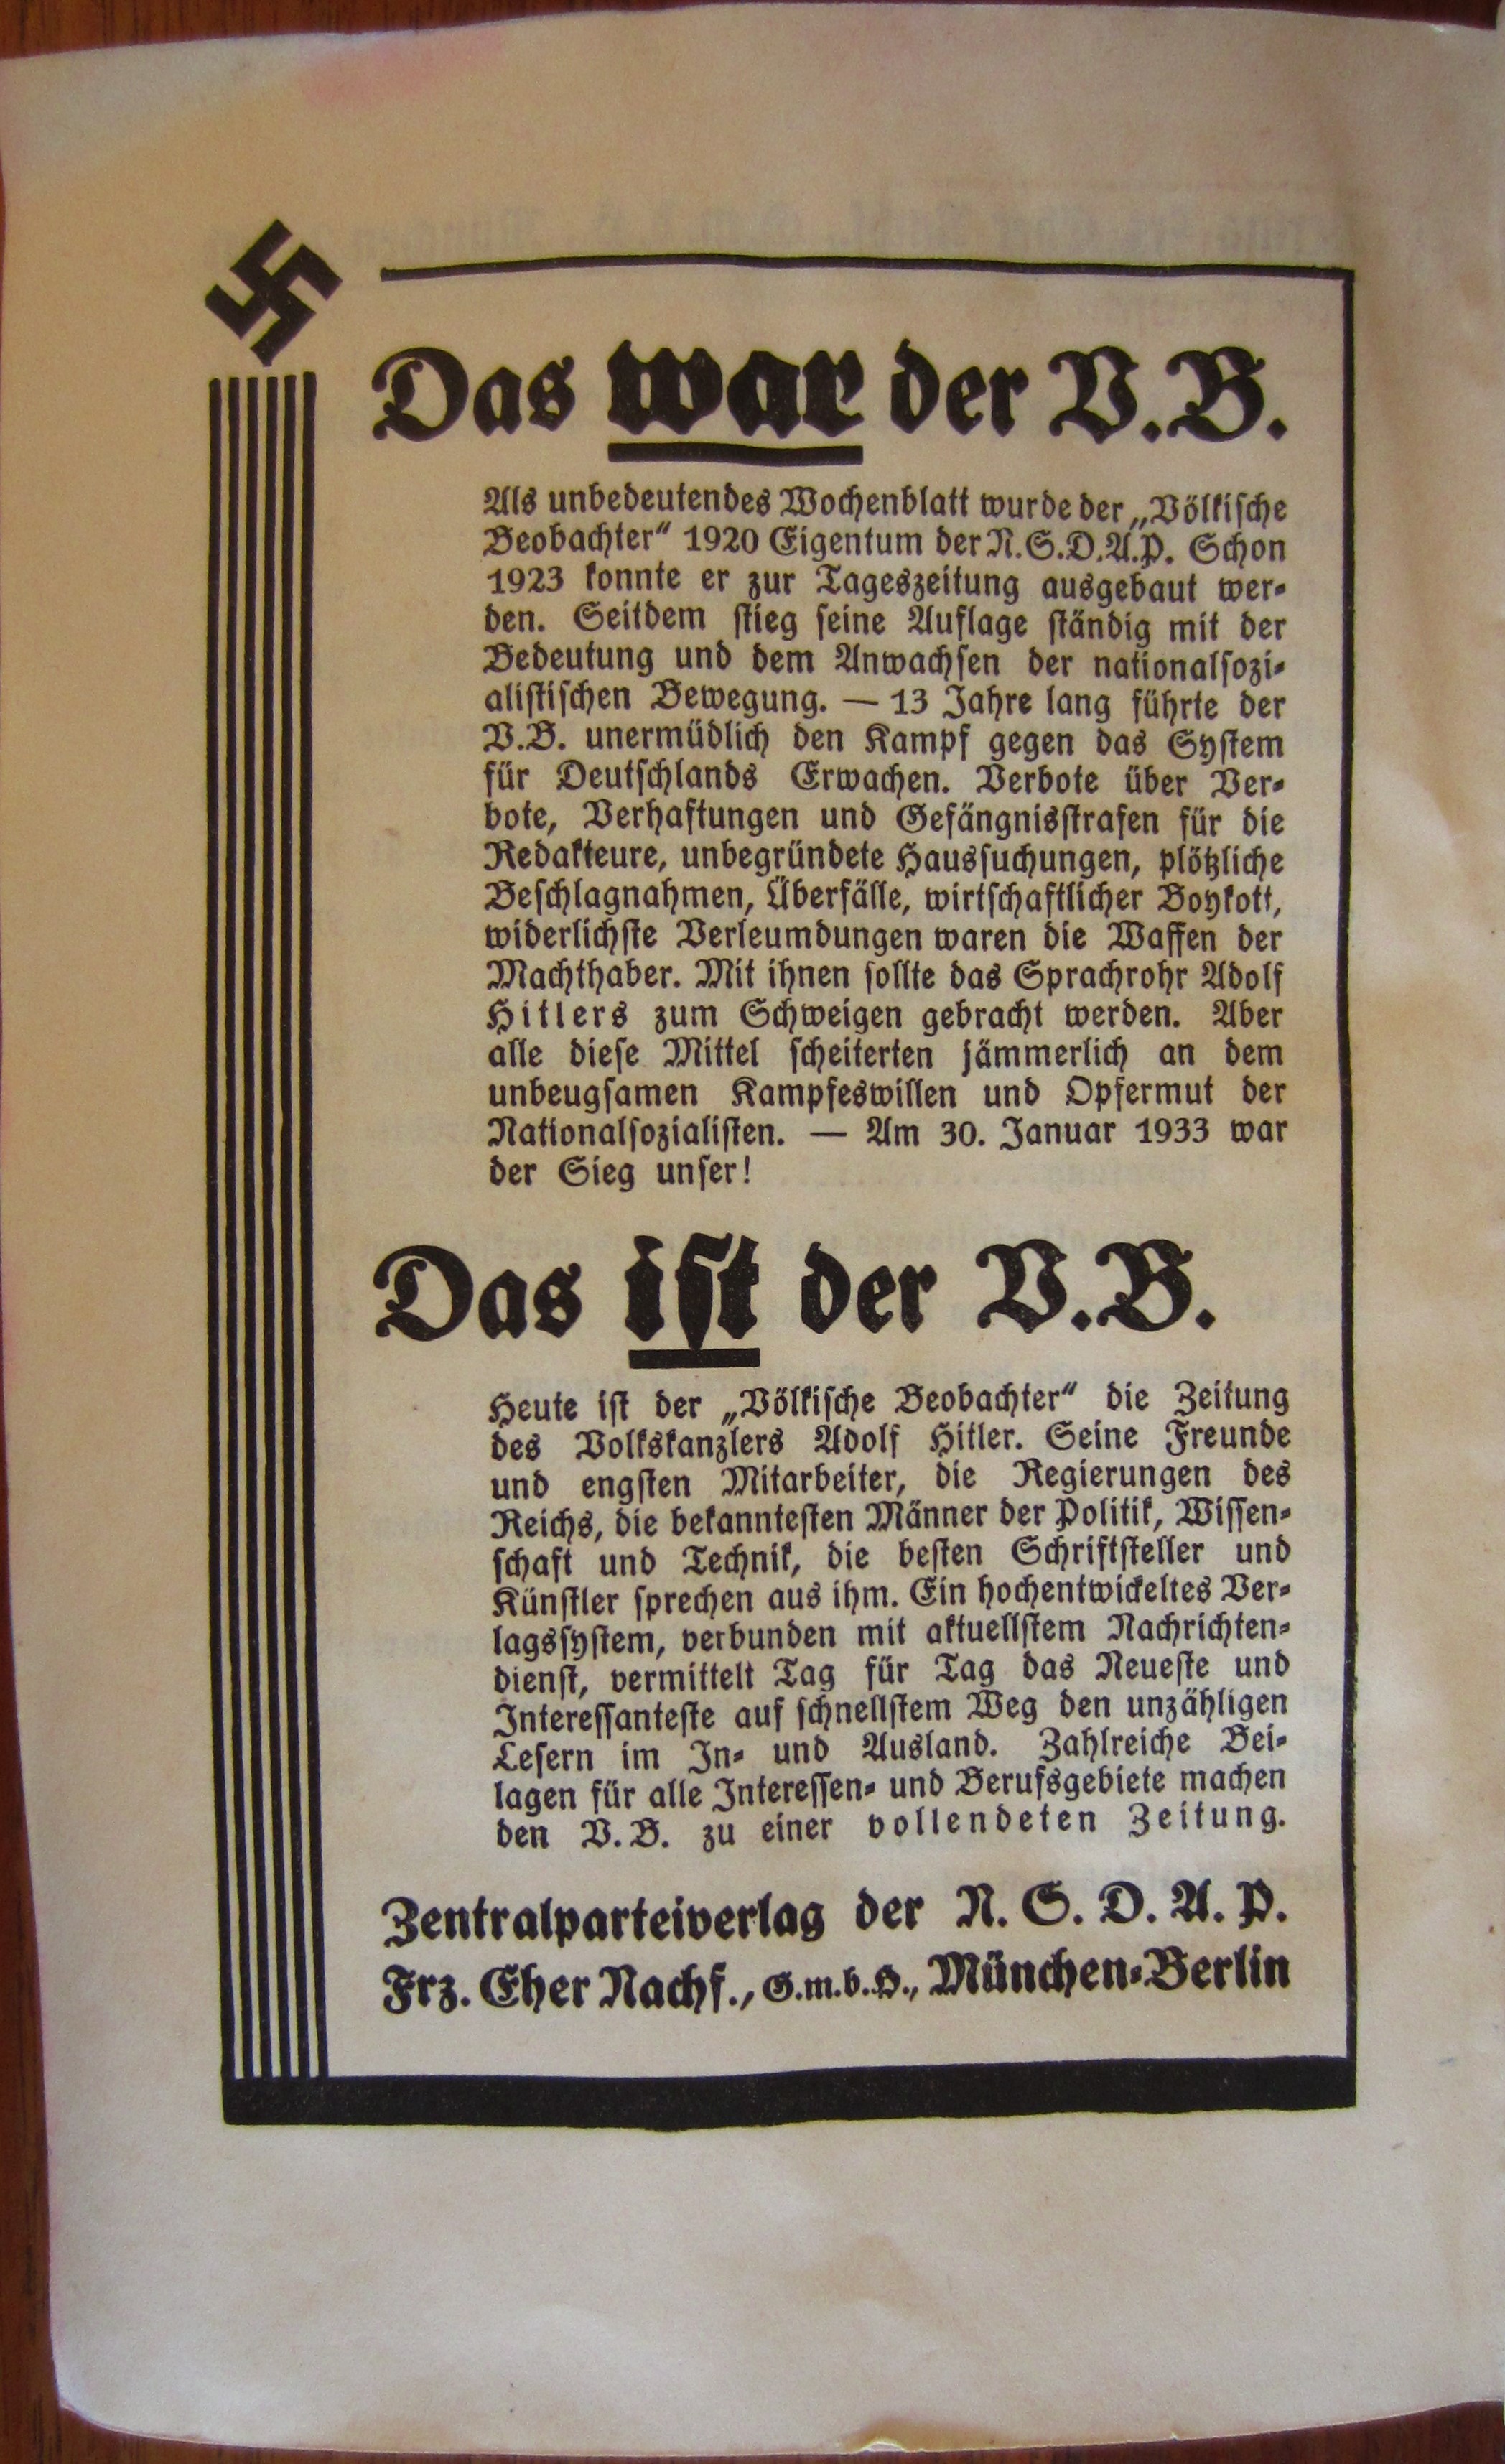 Das war der V.B.
Als unbedeutendes Wochenblatt wurde der „Völkische
Beobachter“ 1920 Eigentum der N.S.D.A.P. Schon
1923 konnte er zur Tageszeitung ausgebaut wer-
den. Seitdem stieg seine Auflage ständig mit der
Bedeutung und dem Anwachsen der nationalsozi-
alistischen Bewegung. — 13 Jahre lang führte der
V.B. unermüdlich den Kampf gegen das System
für Deutschlands Erwachen. Verbote über Ver-
bote, Verhaftungen und Gefängnisstrafen für die
Redakteure, unbegründete Haussuchungen, plötzliche
Beschlagnahmen, Überfälle, wirtschaftlicher Boykott,
widerlichste Verleumdungen waren die Waffen der
Machthaber. Mit ihnen sollte das Sprachrohr Adolf
Hitlers zum Schweigen gebracht werden. Aber
alle diese Mittel scheiterten jämmerlich an dem
unbeugsamen Kampfeswillen und Opfermut der
Nationalsozialisten. — Am 30. Januar 1933 war
der Sieg unser!
Das ist der V.B.
Heute ist der „Völkische Beobachter“ die Zeitung
des Volkskanzlers Adolf Hitler. Seine Freunde
und engsten Mitarbeiter, die Regierungen des
Reichs, die bekanntesten Männer der Politik, Wissen-
schaft und Technik, die besten Schriftsteller und
Künstler sprechen aus ihm. Ein hochentwickeltes Ver-
lagssystem, verbunden mit aktuellstem Nachrichten-
dienst, vermittelt Tag für Tag das Neueste und
Interessanteste auf schnellstem Weg den unzähligen
Lesern im In- und Ausland. Zahlreiche Bei-
lagen für alle Interessen- und Berufsgebiete machen
den V.B. zu einer vollendeten Zeitung.
Zentralparteiverlag der N.S.D.A.P.
Frz. Eher Nachf., G.m.b.H., München-Berlin